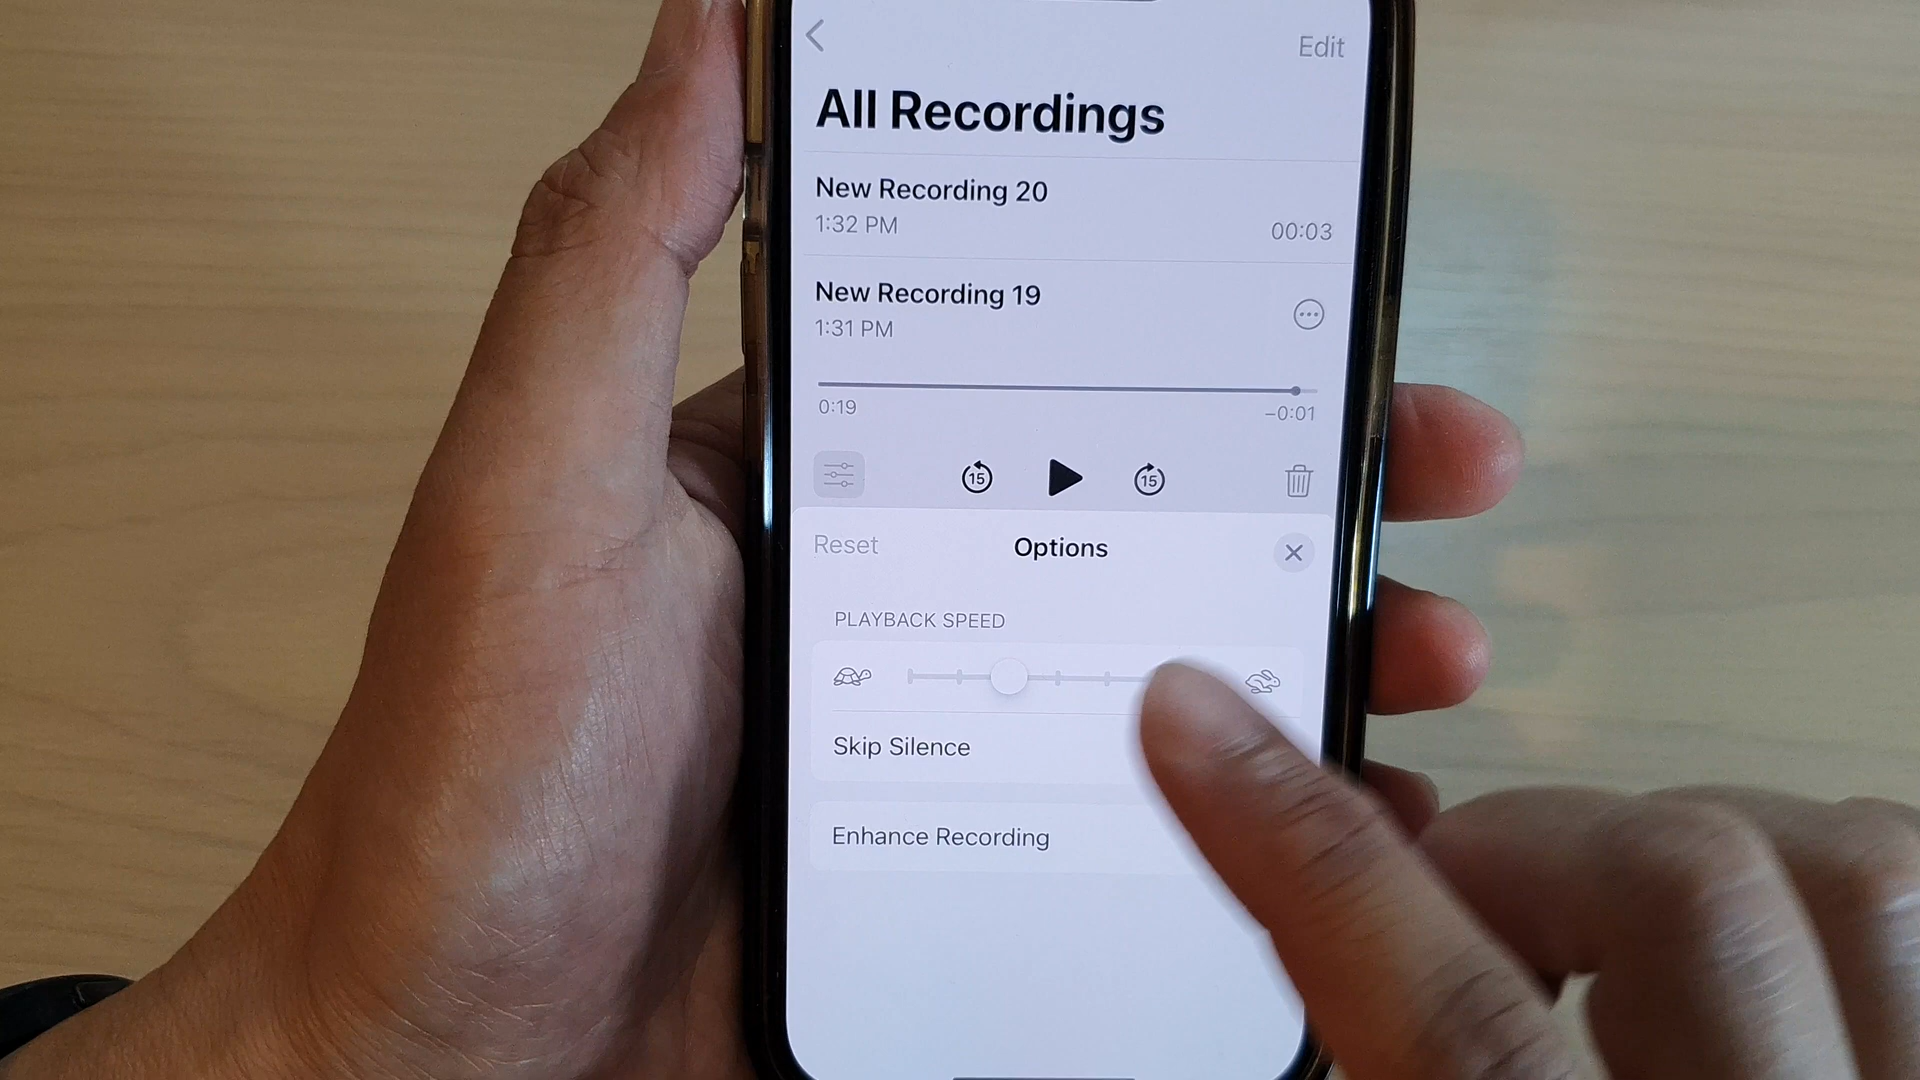 Edit
All Recordings
New Recording 20
1:32 PM
00:03
New Recording 19
1:31 PM
0:19
−0:01
15
15
Reset
Options
PLAYBACK SPEED
Skip Silence
Enhance Recording